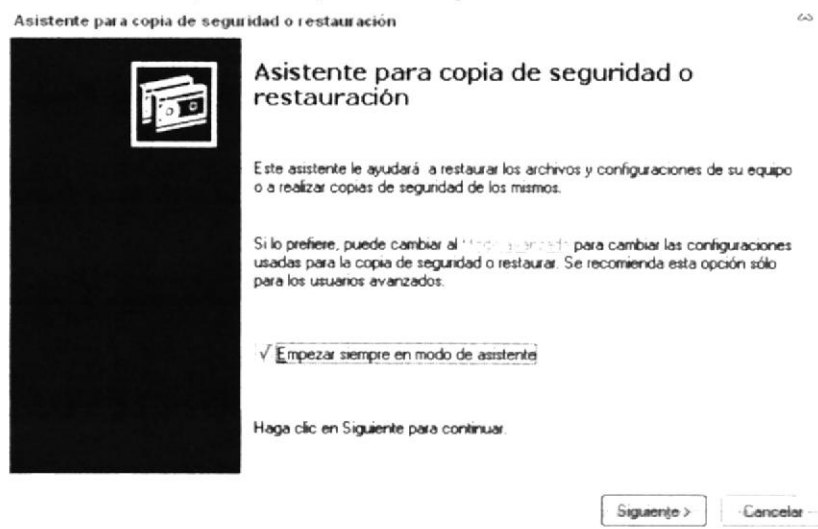 Asistente para copia de seguridad o restauración
Asistente para copia de seguridad o
restauración
Este asistente le ayudará a restaurar los archivos y configuraciones de su equipo
o a realizar copias de seguridad de los mismos.
Si lo prefiere, puede cambiar al para cambiar las configuraciones
usadas para la copia de seguridad o restaurar. Se recomienda esta opción sólo
para los usuarios avanzados.
√ Empezar siempre en modo de asistente
Haga clic en Siguiente para continuar.
Siguiente >
Cancelar